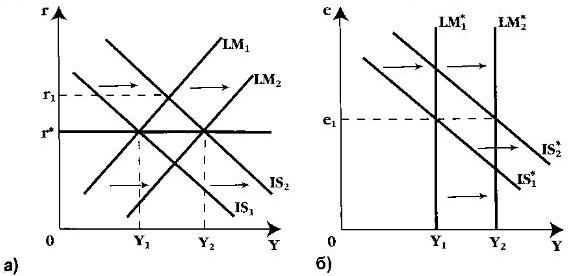 r
LM₁
LM₂
r₁
r*
IS₂
IS₁
0
Y₁
Y₂
Y
а)
e
LM₁*
LM₂*
e₁
IS₂*
IS₁*
0
Y₁
Y₂
Y
б)